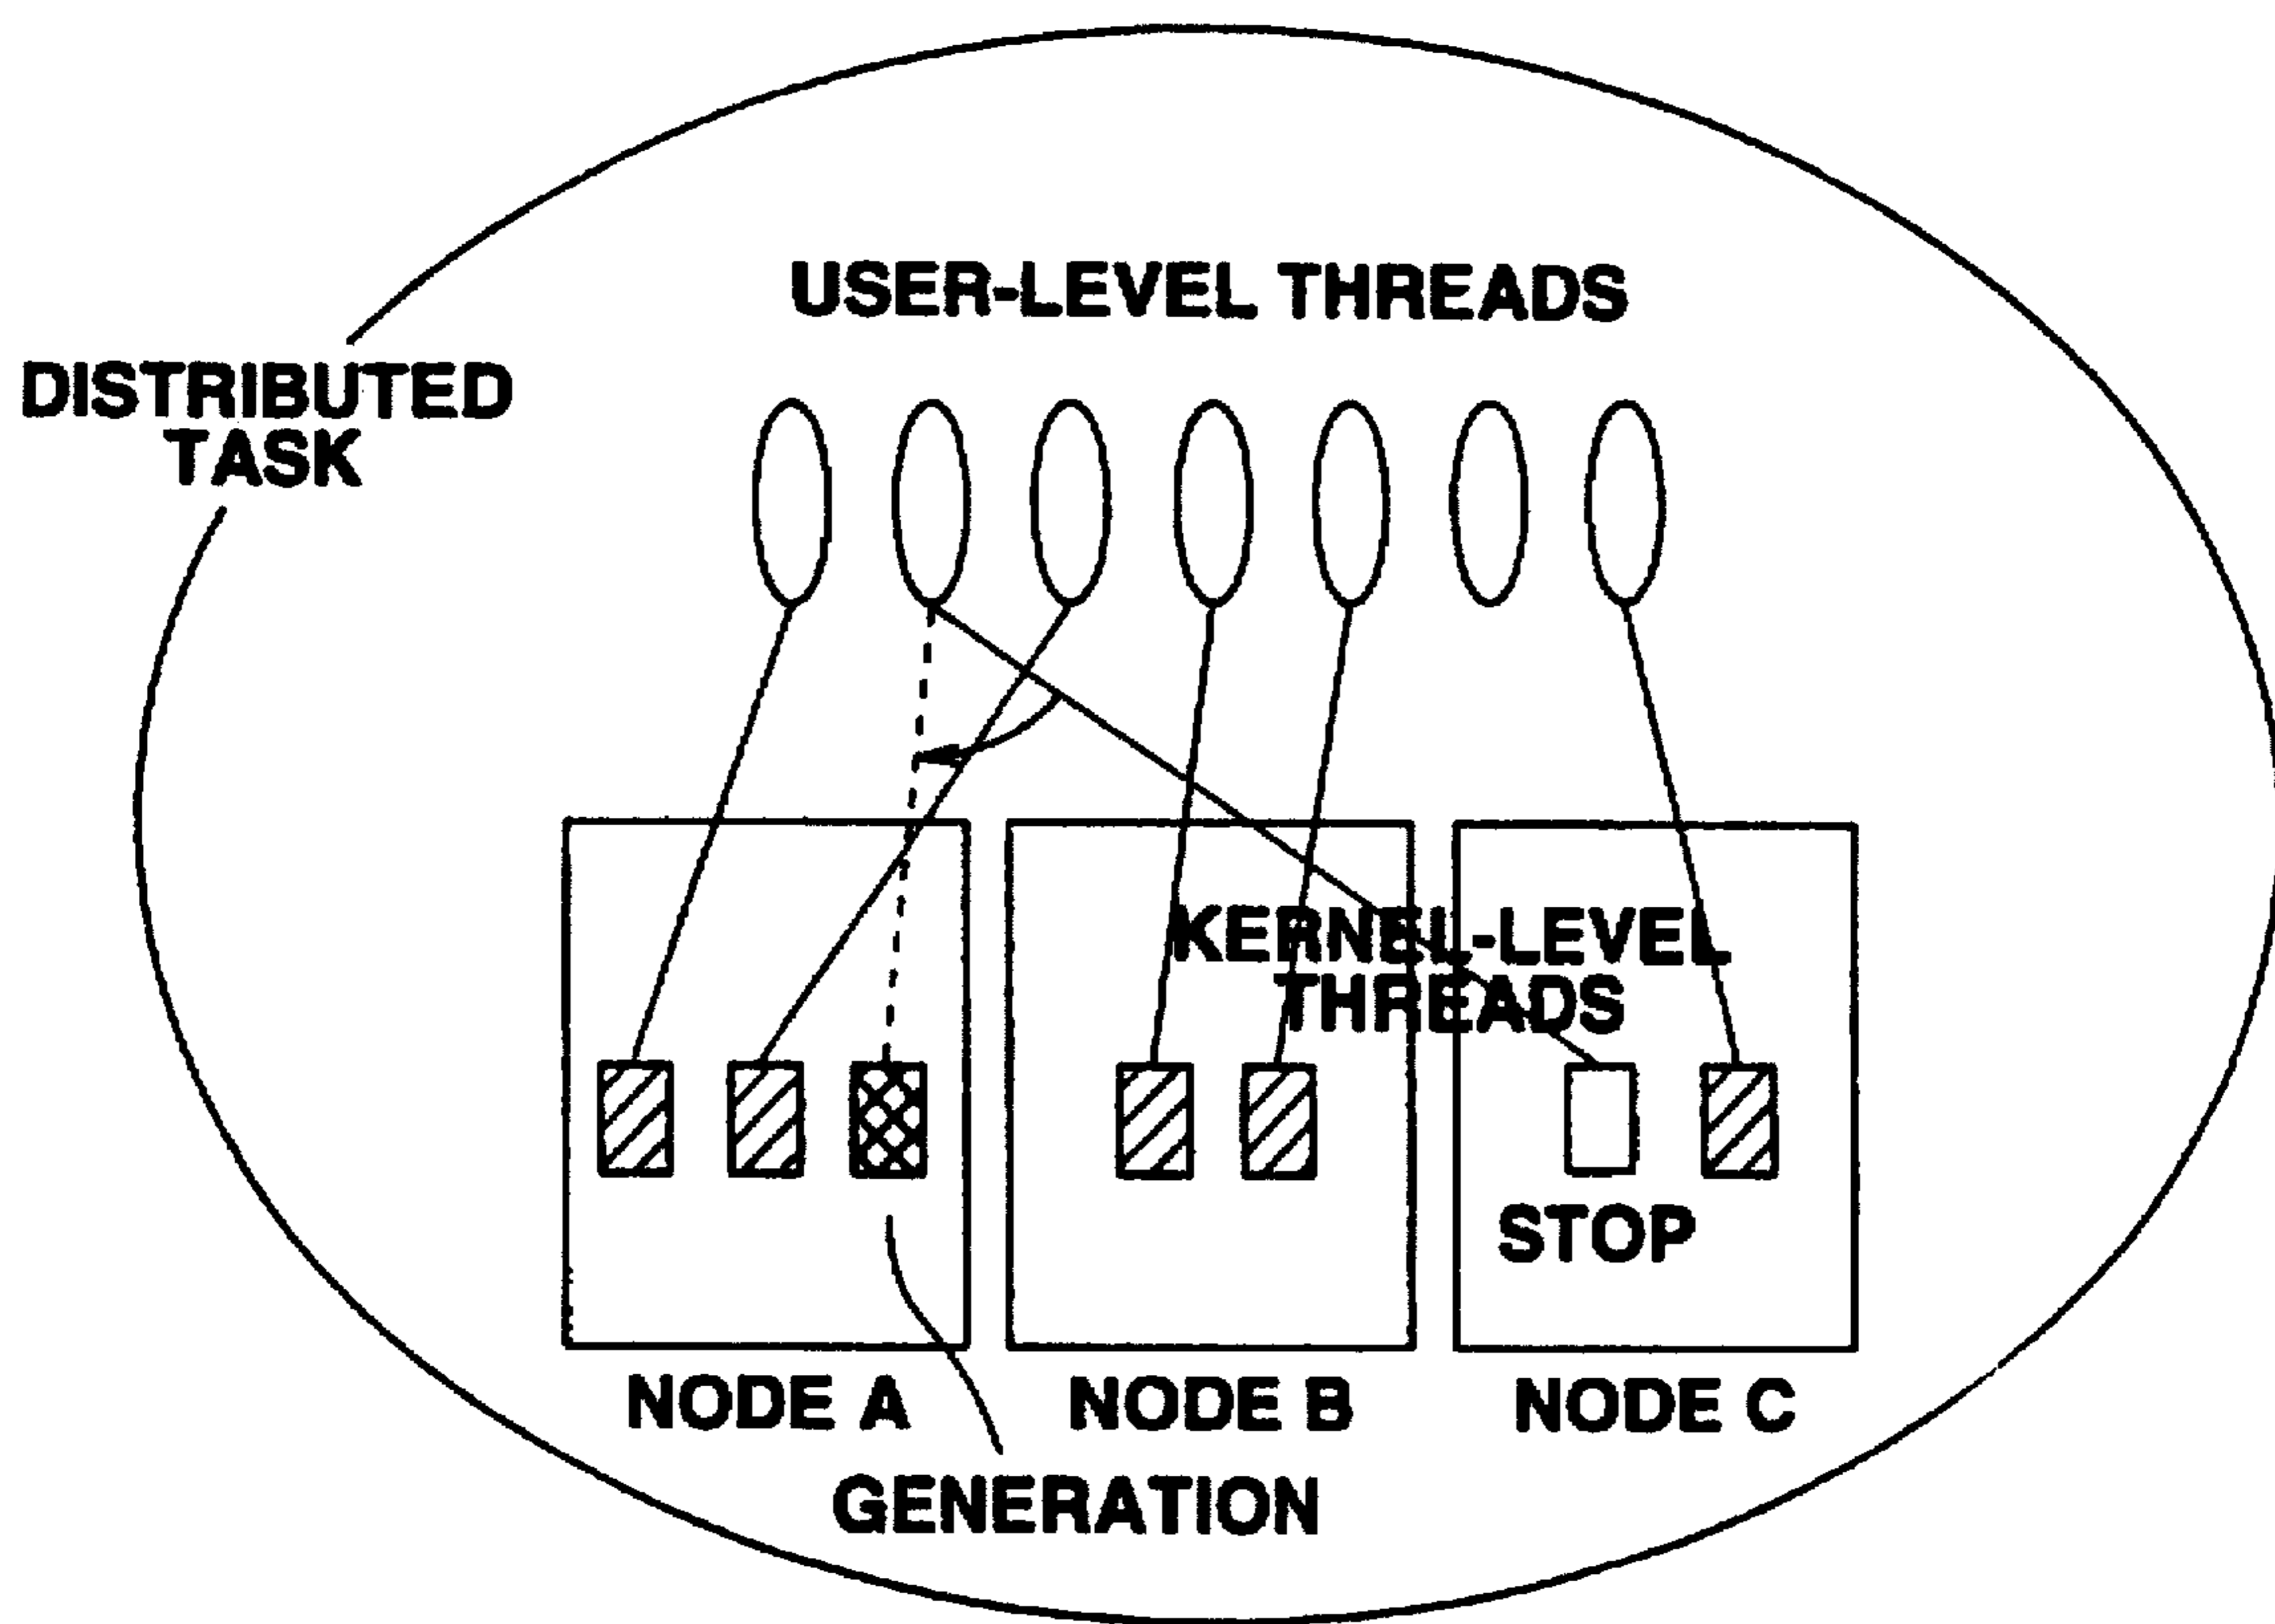 USER-LEVEL THREADS
DISTRIBUTED
TASK
KERNEL-LEVEL
THREADS
STOP
NODE A
NODE B
NODE C
GENERATION